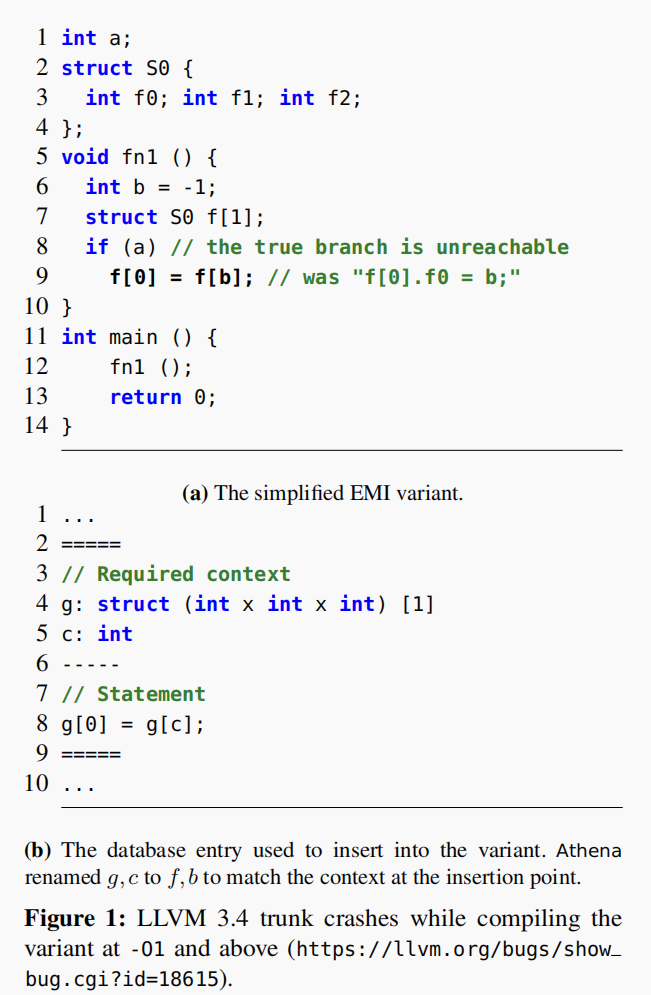 1 int a;
2 struct S0 {
3   int f0; int f1; int f2;
4 };
5 void fn1 () {
6   int b = -1;
7   struct S0 f[1];
8   if (a) // the true branch is unreachable
9     f[0] = f[b]; // was "f[0].f0 = b;"
10 }
11 int main () {
12     fn1 ();
13     return 0;
14 }
(a) The simplified EMI variant.
1 ...
2 =====
3 // Required context
4 g: struct (int x int x int) [1]
5 c: int
6 -----
7 // Statement
8 g[0] = g[c];
9 =====
10 ...
(b) The database entry used to insert into the variant. Athena
renamed g, c to f, b to match the context at the insertion point.
Figure 1: LLVM 3.4 trunk crashes while compiling the
variant at -O1 and above (https://llvm.org/bugs/show_
bug.cgi?id=18615).